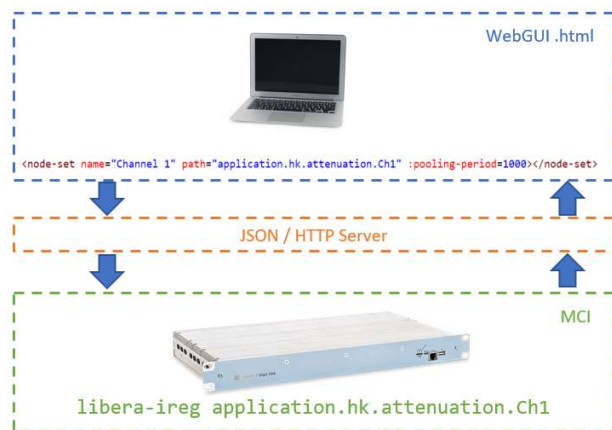 WebGUI .html
<node-set name="Channel 1" path="application.hk.attenuation.Ch1" :pooling-period=1000></node-set>
JSON / HTTP Server
MCI
libera-ireg application.hk.attenuation.Ch1